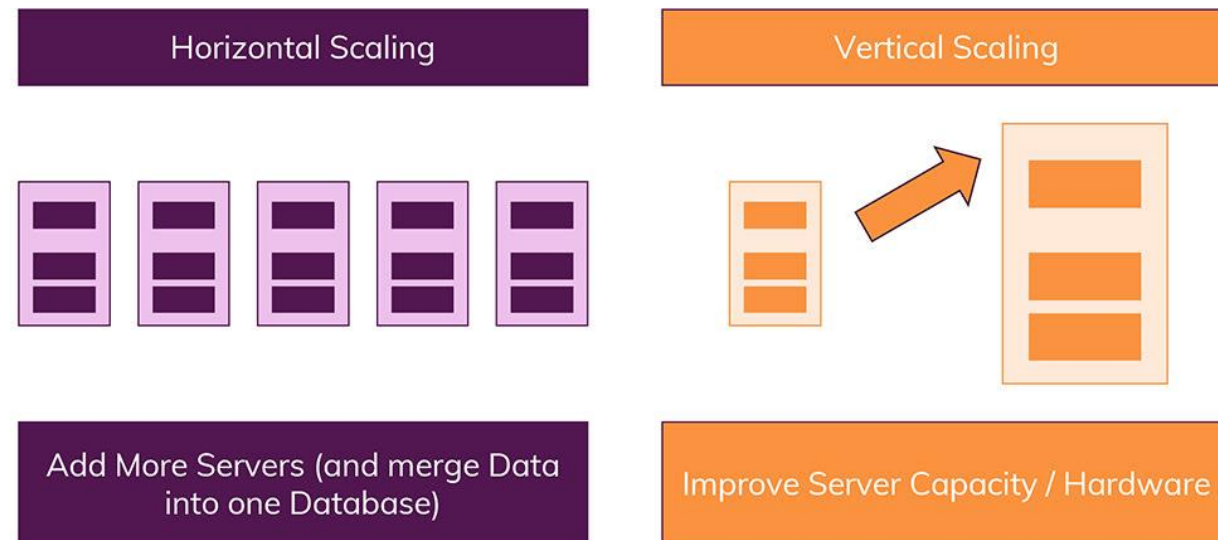 Horizontal Scaling
Vertical Scaling
Add More Servers (and merge Data
into one Database)
Improve Server Capacity / Hardware